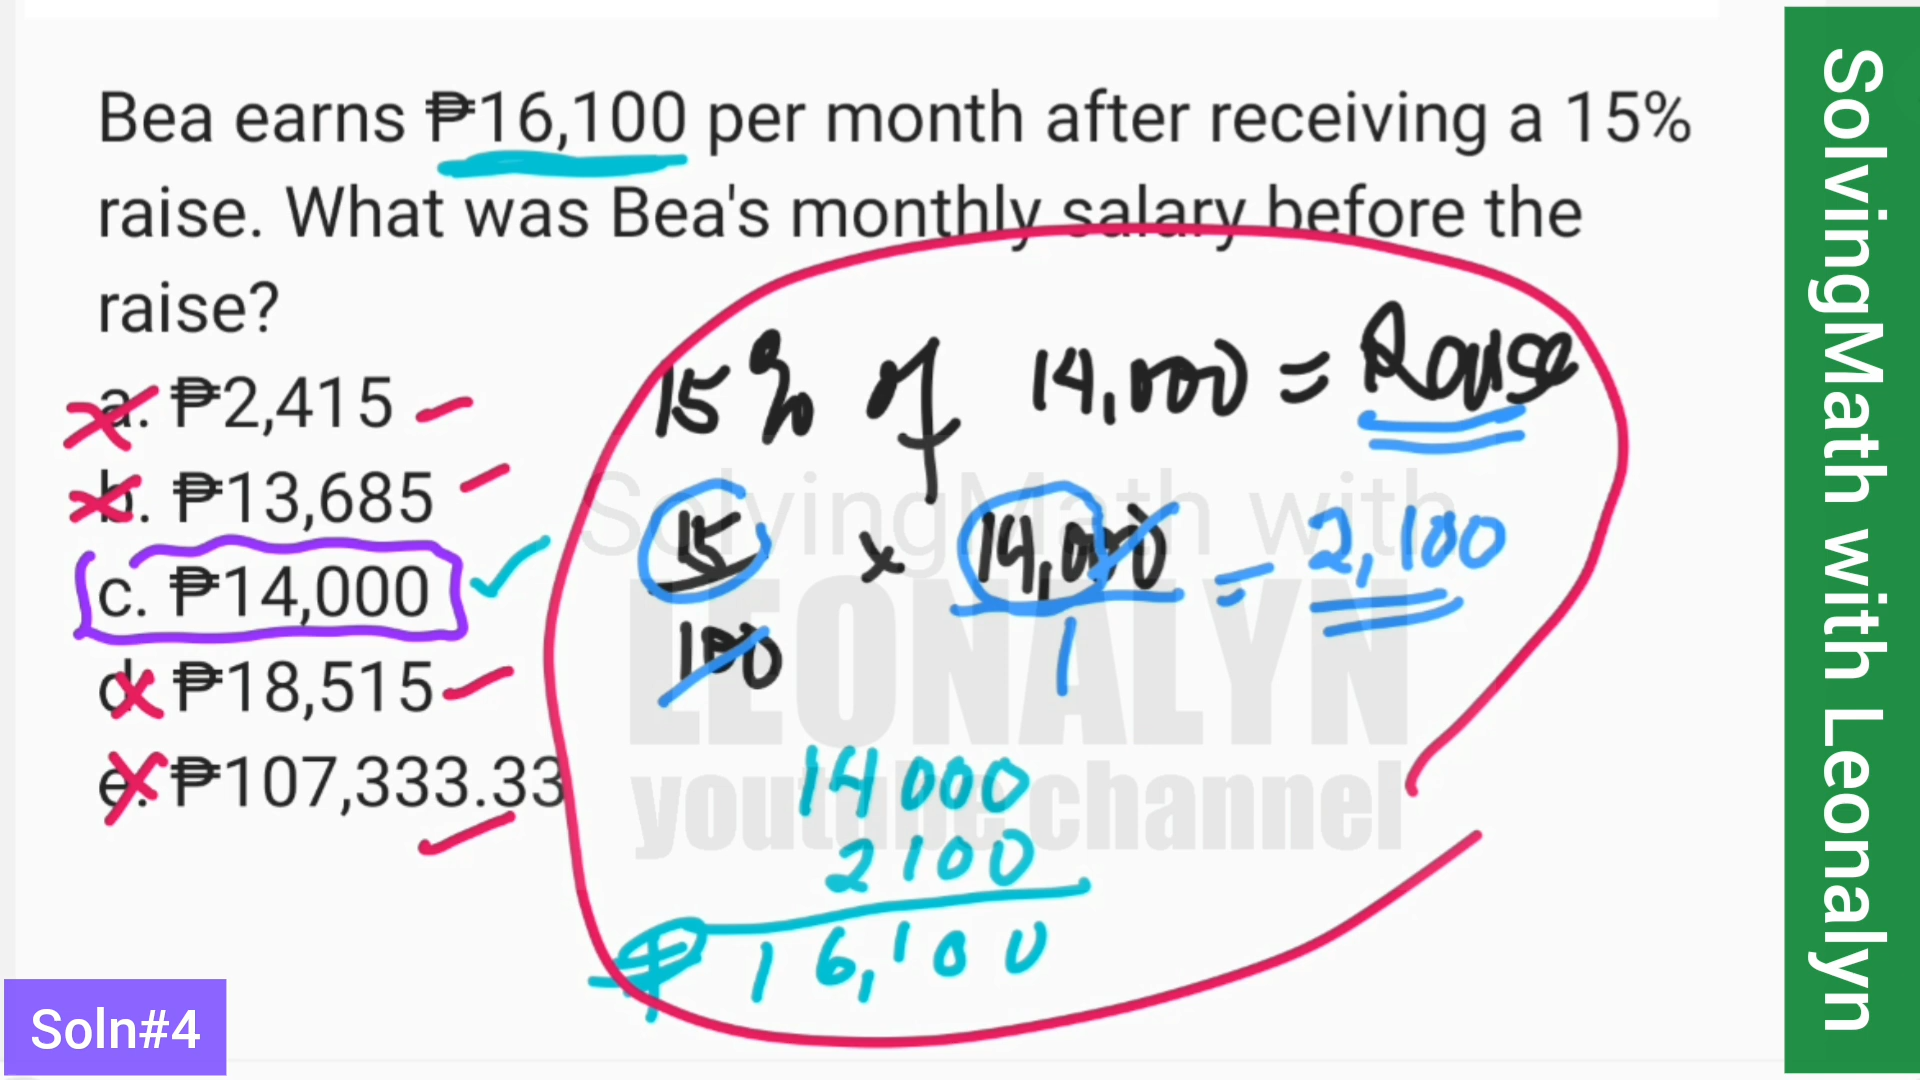 Bea earns ₱16,100 per month after receiving a 15%
raise. What was Bea's monthly salary before the
raise?
a. ₱2,415
b. ₱13,685
c. ₱14,000
d. ₱18,515
e. ₱107,333.33
15% of 14,000 = Raise
15 x 14,000 = 2,100
100 1
14000
2100
₱ 16,100
SolvingMath with
LEONALYN
youtube channel
Soln#4
SolvingMath with Leonalyn